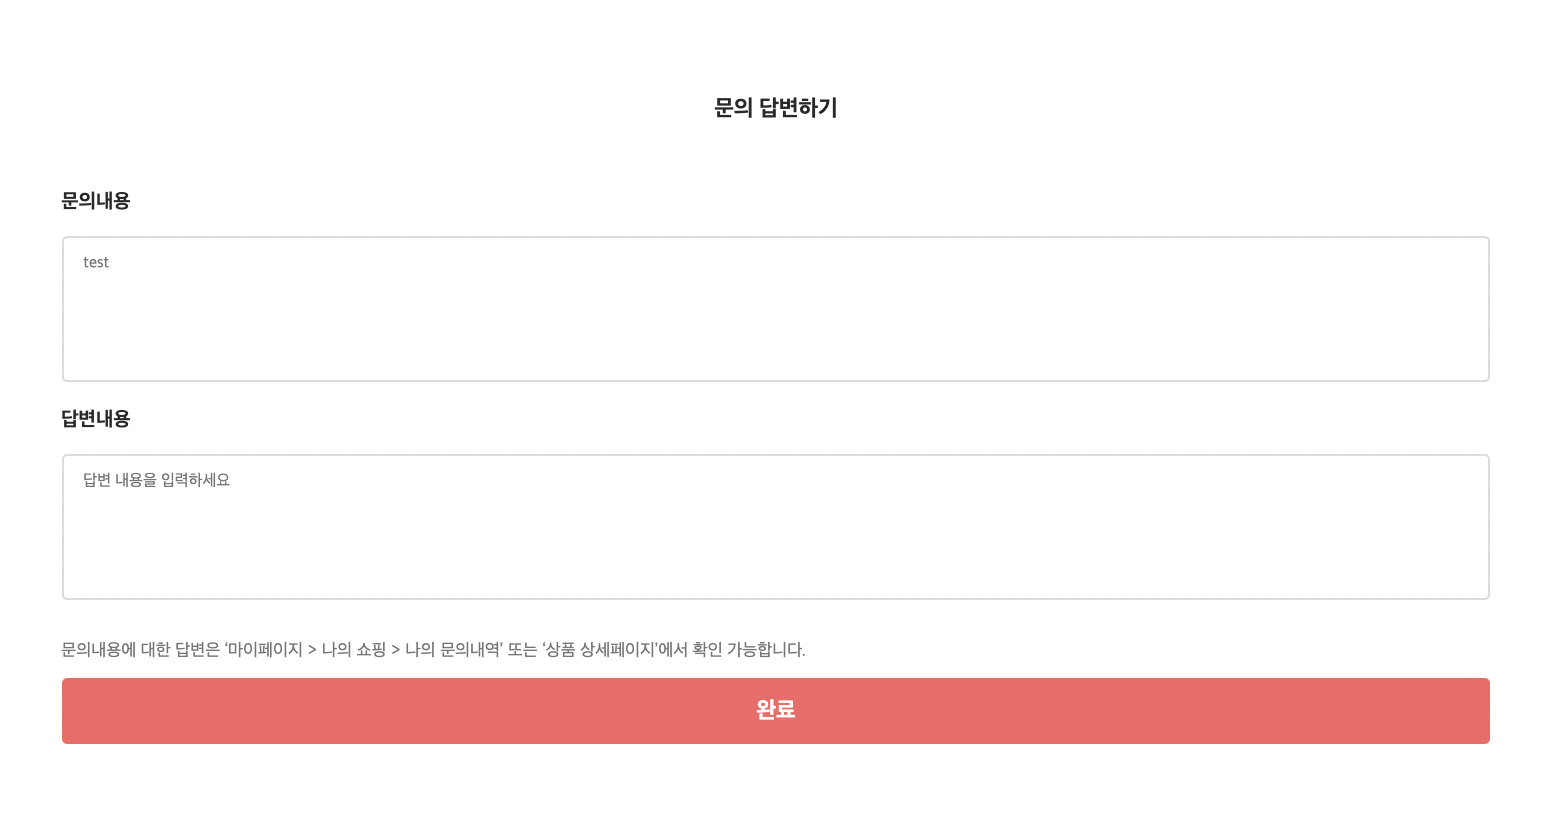 문의 답변하기
문의내용
test
답변내용
답변 내용을 입력하세요
문의내용에 대한 답변은 ‘마이페이지 > 나의 쇼핑 > 나의 문의내역’ 또는 ‘상품 상세페이지’에서 확인 가능합니다.
완료